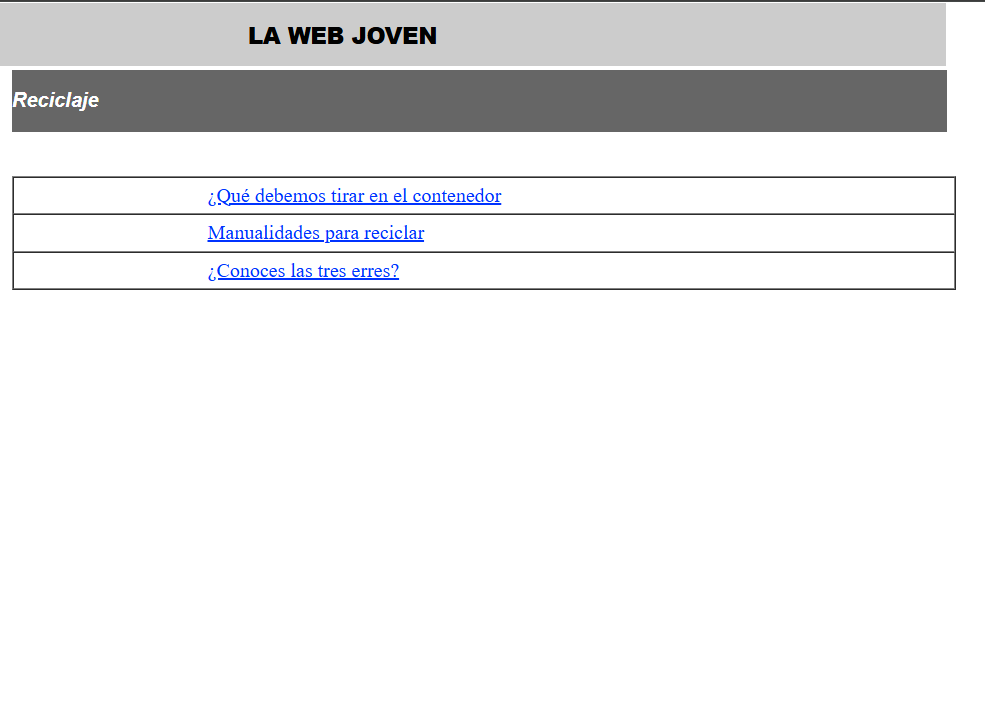 LA WEB JOVEN
Reciclaje
¿Qué debemos tirar en el contenedor
Manualidades para reciclar
¿Conoces las tres erres?